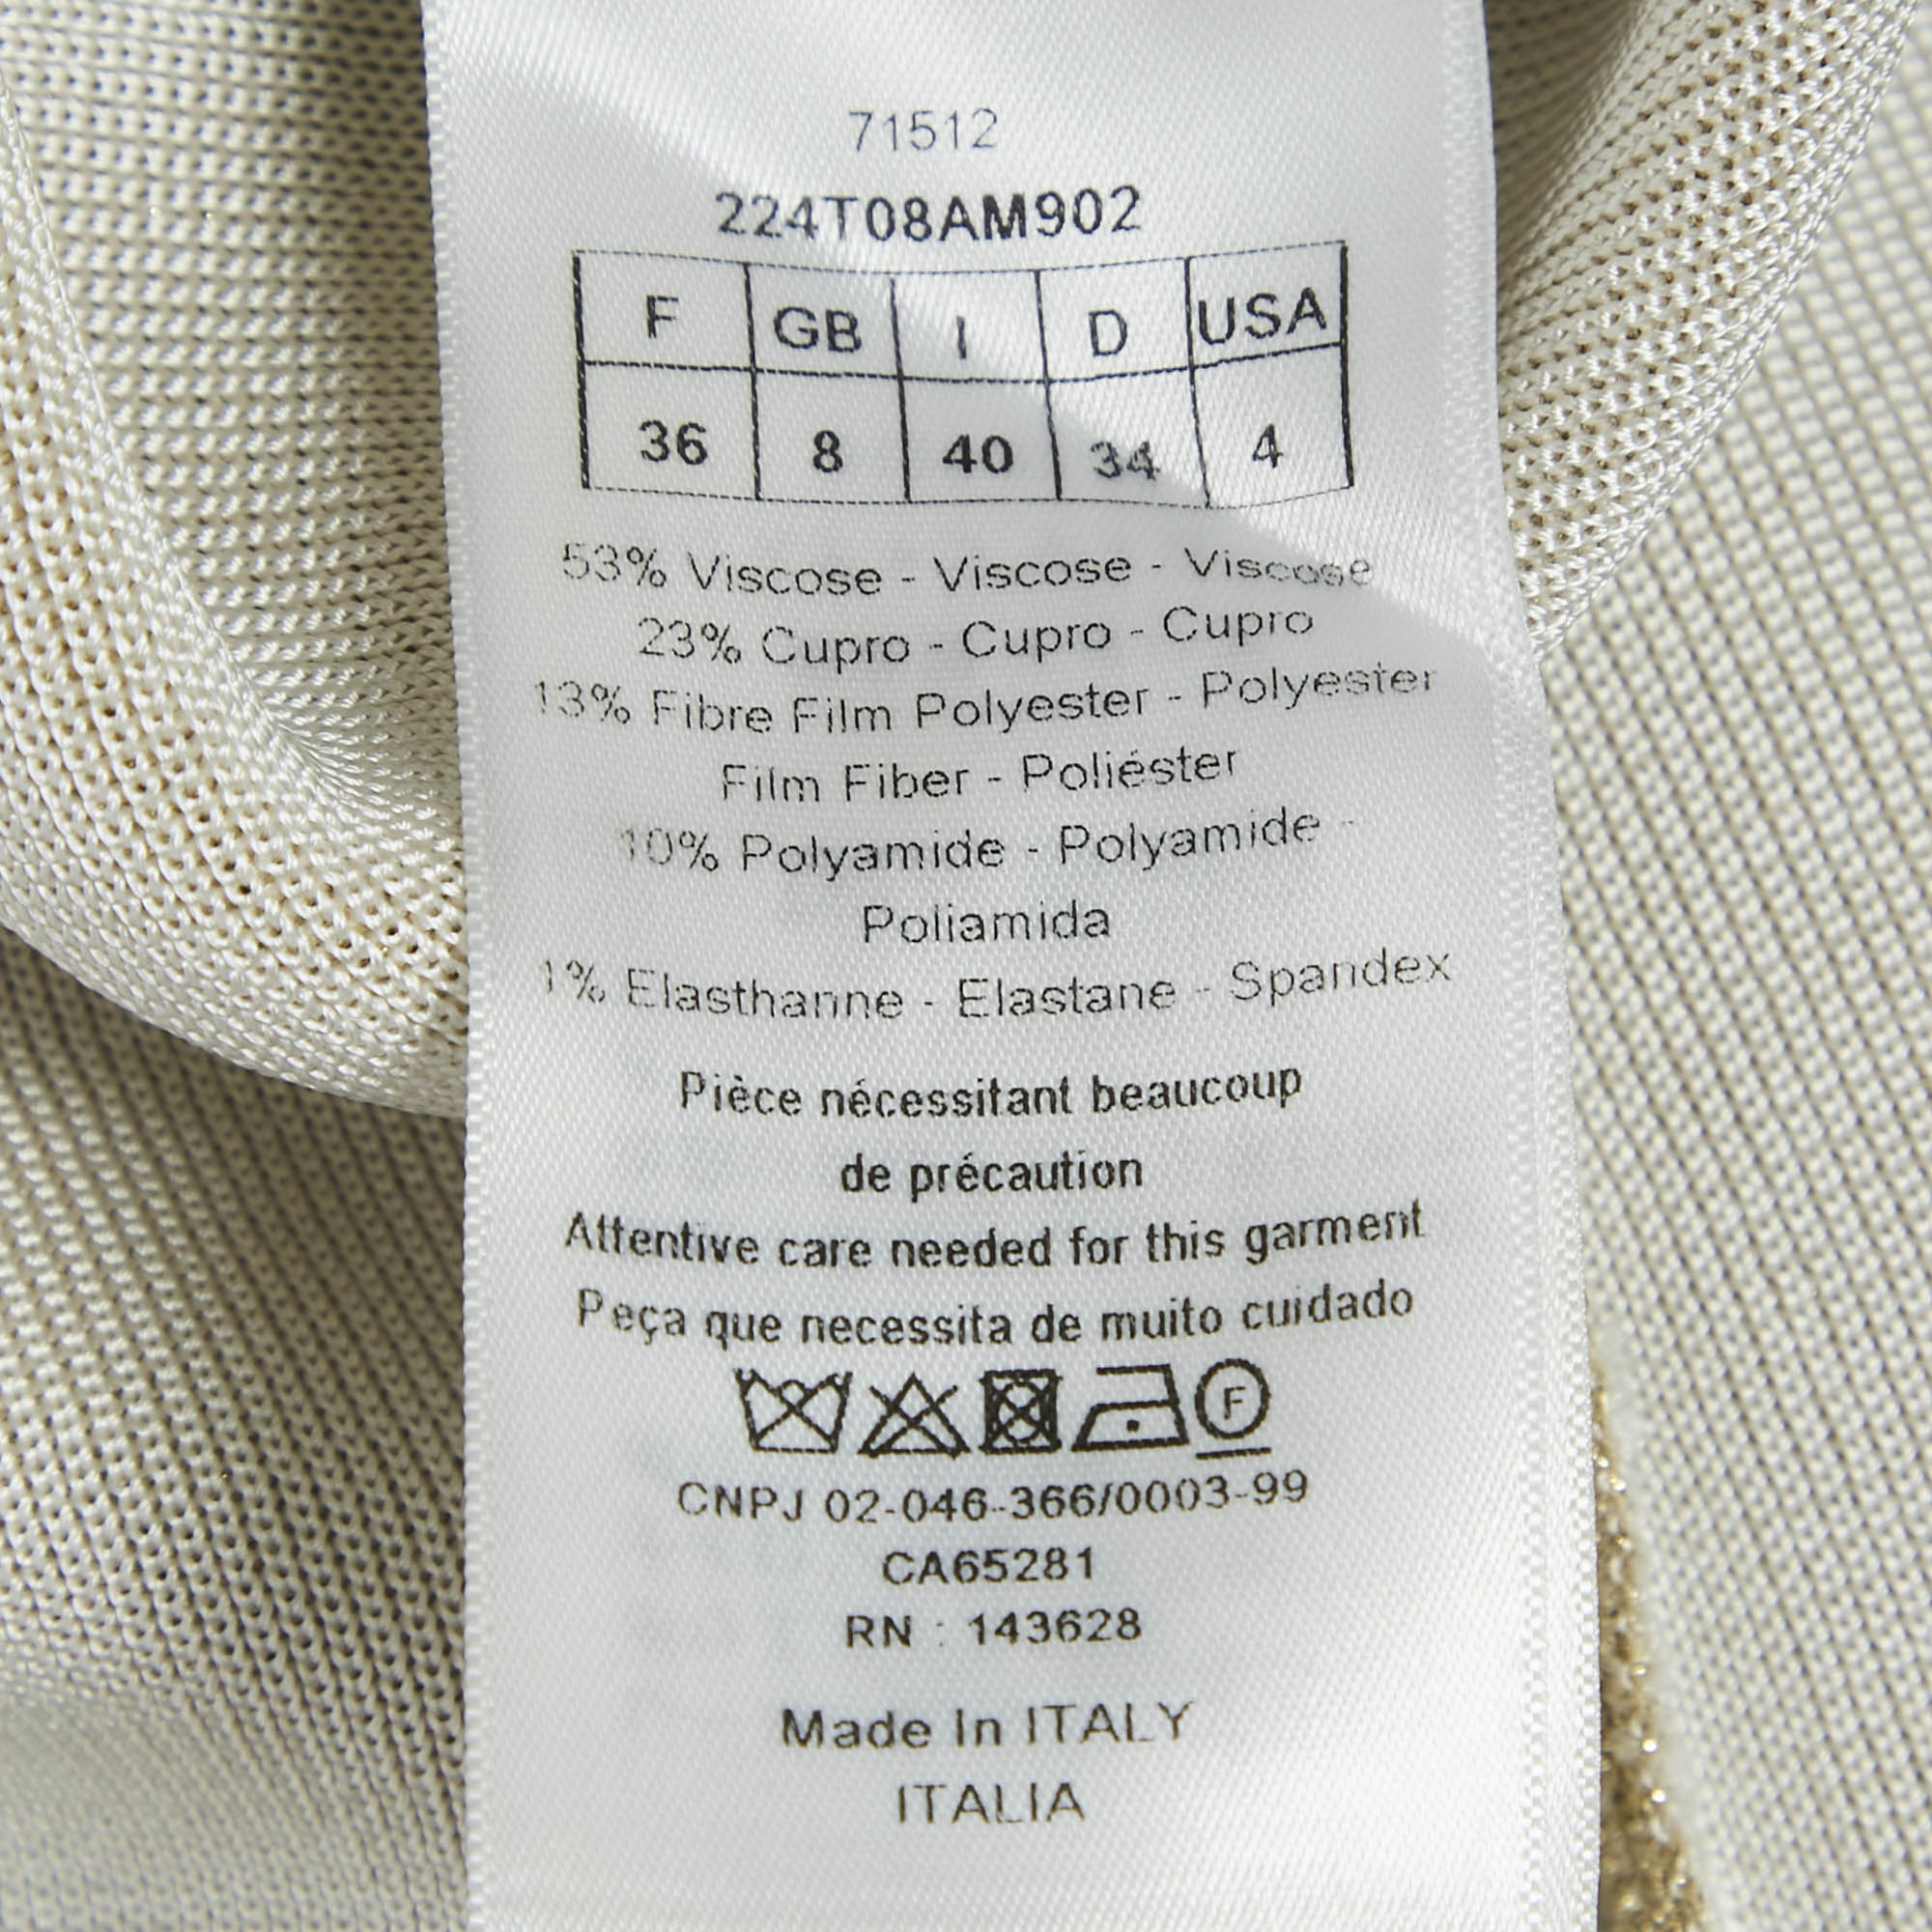 71512
224T08AM902
F GB I D USA
36 8 40 34 4
53% Viscose - Viscose - Viscose
23% Cupro - Cupro - Cupro
13% Fibre Film Polyester - Polyester
Film Fiber - Poliéster
10% Polyamide - Polyamide -
Poliamida
1% Elasthanne - Elastane - Spandex
Pièce nécessitant beaucoup
de précaution
Attentive care needed for this garment
Peça que necessita de muito cuidado
F
CNPJ 02-046-366/0003-99
CA65281
RN : 143628
Made In ITALY
ITALIA